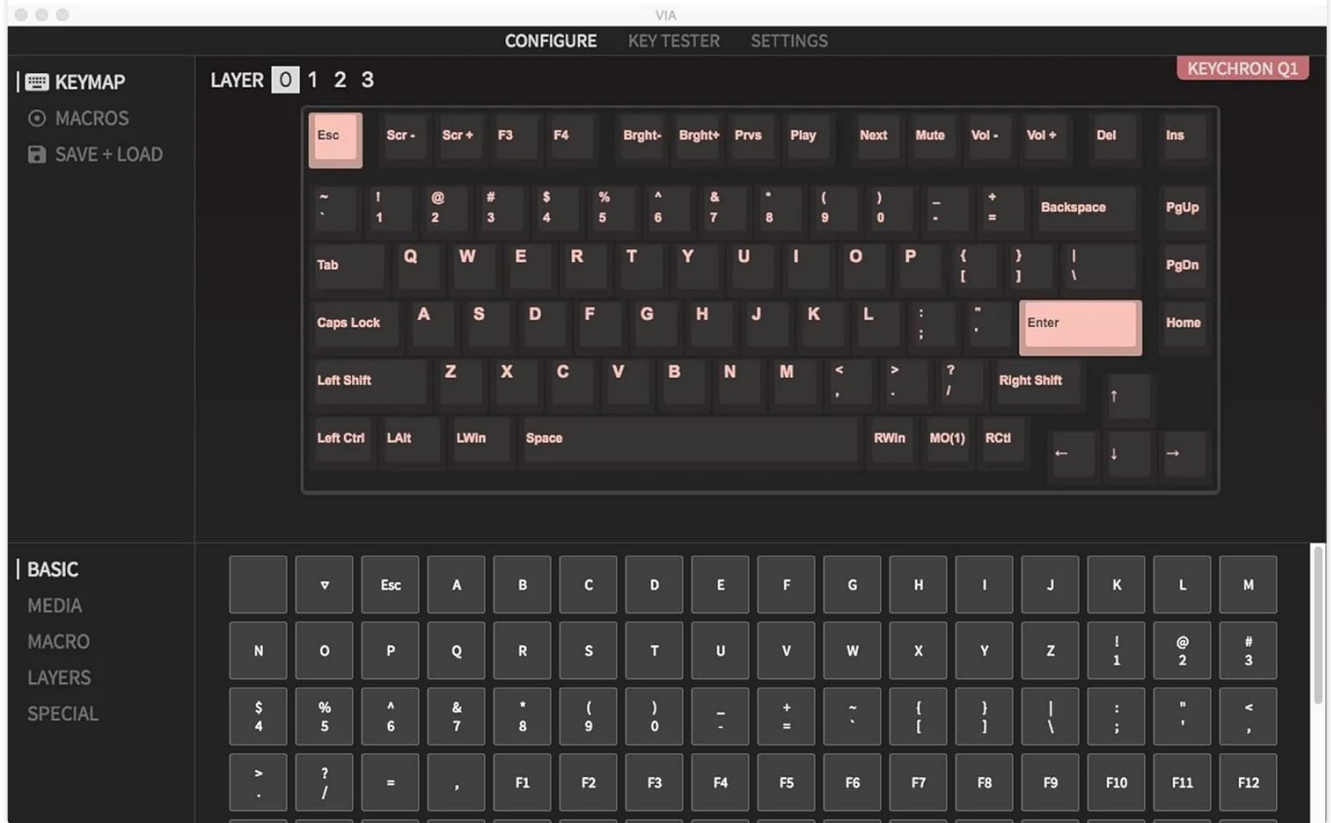 VIA
CONFIGURE KEY TESTER SETTINGS
KEYCHRON Q1
KEYMAP
MACROS
SAVE + LOAD
LAYER 0 1 2 3
Esc Scr - Scr + F3 F4 Brght- Brght+ Prvs Play Next Mute Vol - Vol + Del Ins
~ ! @ # $ % ^ & * ( ) _ +
` 1 2 3 4 5 6 7 8 9 0 - = Backspace PgUp
Tab Q W E R T Y U I O P { } | PgDn
[ ] \
Caps Lock A S D F G H J K L : " Enter Home
; '
Left Shift Z X C V B N M < > ? Right Shift
, . / ↑
Left Ctrl LAlt LWin Space RWin MO(1) RCtl ← ↓ →
BASIC
MEDIA
MACRO
LAYERS
SPECIAL
▽ Esc A B C D E F G H I J K L M
N O P Q R S T U V W X Y Z ! @ #
1 2 3
$ % ^ & * ( ) _ + ~ { } | : " <
4 5 6 7 8 9 0 - = ` [ ] \ ; ' ,
> ? = , F1 F2 F3 F4 F5 F6 F7 F8 F9 F10 F11 F12
. /